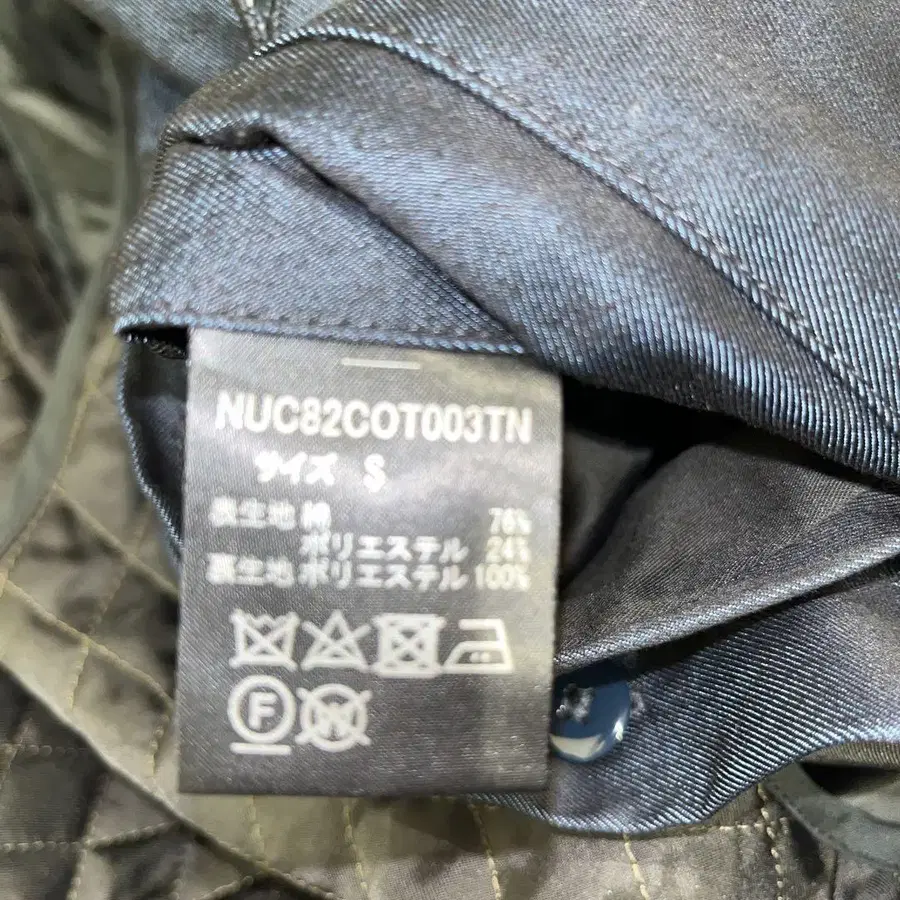 NUC82COT003TN
サイズ S
表生地 綿 76%
ポリエステル 24%
裏生地 ポリエステル 100%
F
W